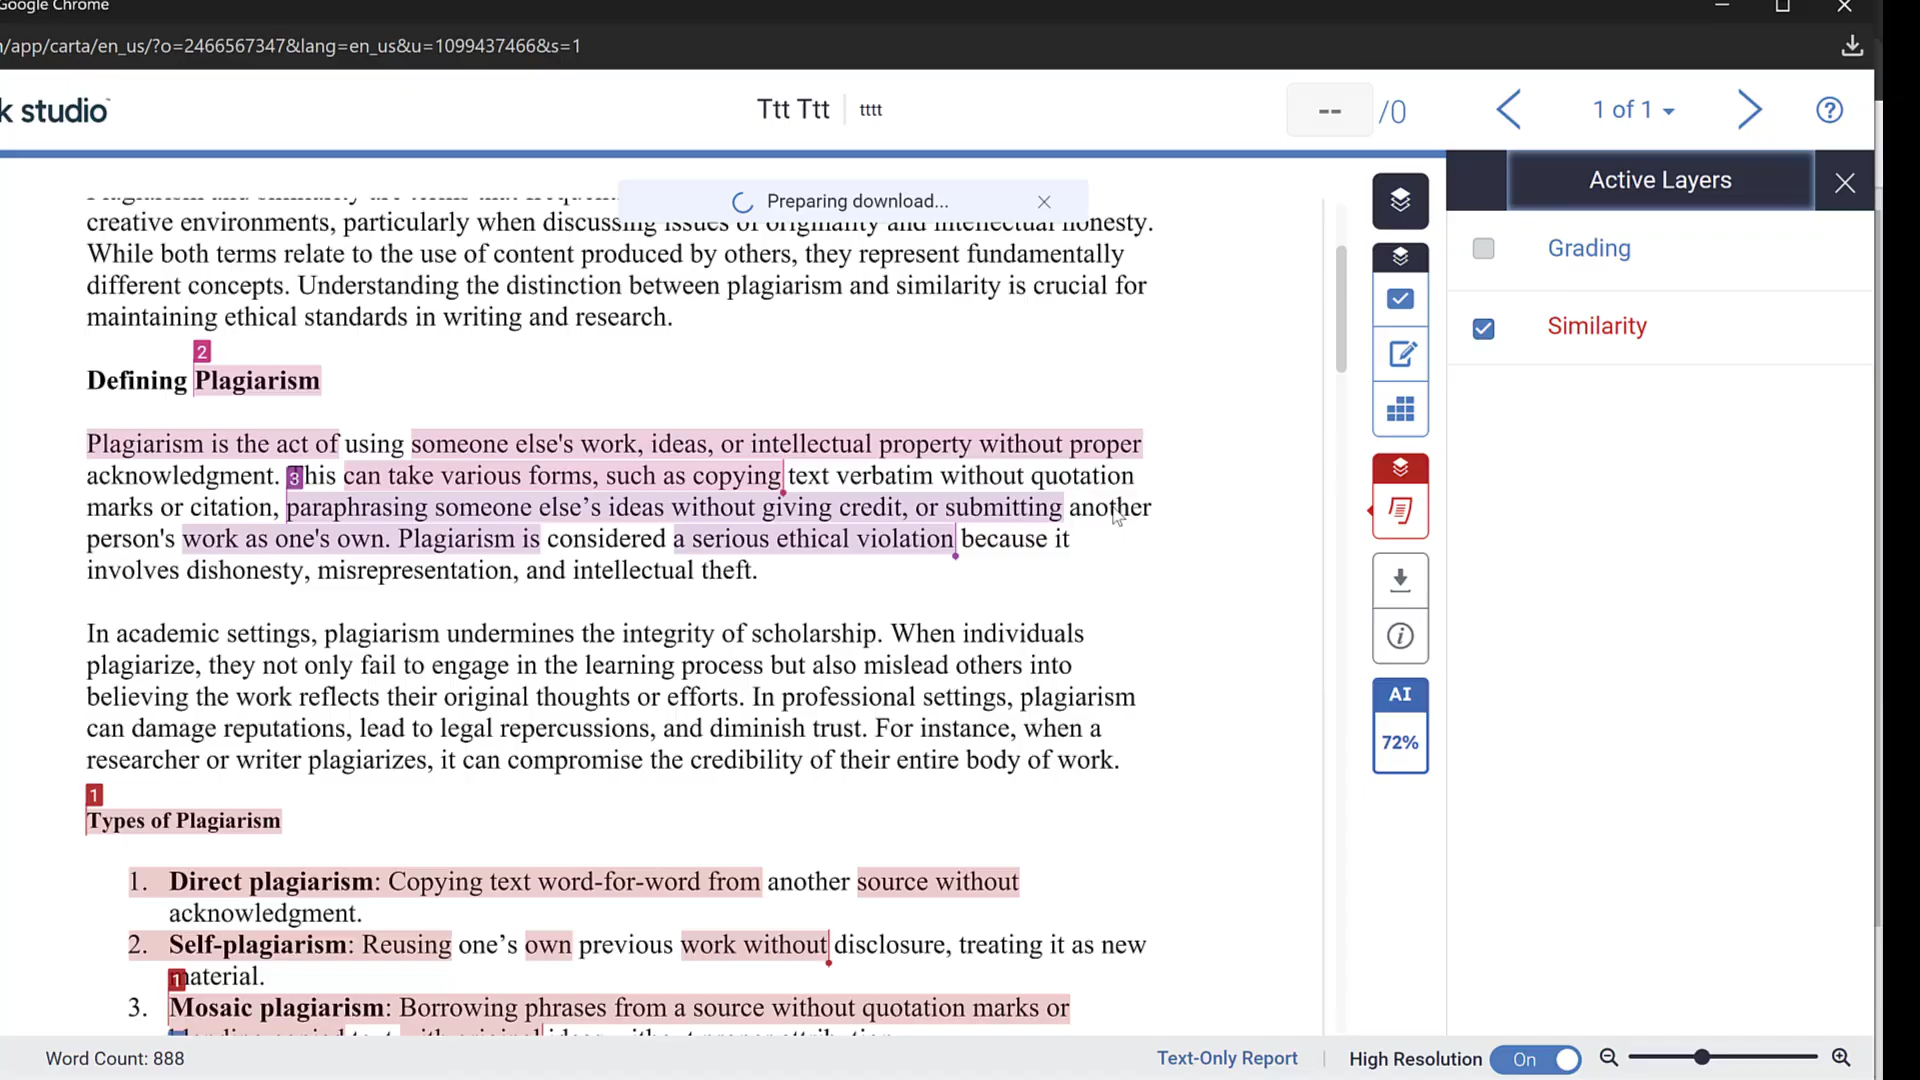 Google Chrome
/app/carta/en_us/?o=2466567347&lang=en_us&u=1099437466&s=1
k studio
Ttt Ttt
tttt
--
/0
1 of 1
Active Layers
Grading
Similarity
Preparing download...
creative environments, particularly when discussing issues of originality and intellectual honesty.
While both terms relate to the use of content produced by others, they represent fundamentally
different concepts. Understanding the distinction between plagiarism and similarity is crucial for
maintaining ethical standards in writing and research.
2
Defining Plagiarism
Plagiarism is the act of using someone else's work, ideas, or intellectual property without proper
acknowledgment. This can take various forms, such as copying text verbatim without quotation
3
marks or citation, paraphrasing someone else’s ideas without giving credit, or submitting another
person's work as one's own. Plagiarism is considered a serious ethical violation because it
involves dishonesty, misrepresentation, and intellectual theft.
In academic settings, plagiarism undermines the integrity of scholarship. When individuals
plagiarize, they not only fail to engage in the learning process but also mislead others into
believing the work reflects their original thoughts or efforts. In professional settings, plagiarism
can damage reputations, lead to legal repercussions, and diminish trust. For instance, when a
researcher or writer plagiarizes, it can compromise the credibility of their entire body of work.
1
Types of Plagiarism
1. Direct plagiarism: Copying text word-for-word from another source without
acknowledgment.
2. Self-plagiarism: Reusing one’s own previous work without disclosure, treating it as new
material.
1
3. Mosaic plagiarism: Borrowing phrases from a source without quotation marks or
AI
72%
Word Count: 888
Text-Only Report
High Resolution
On